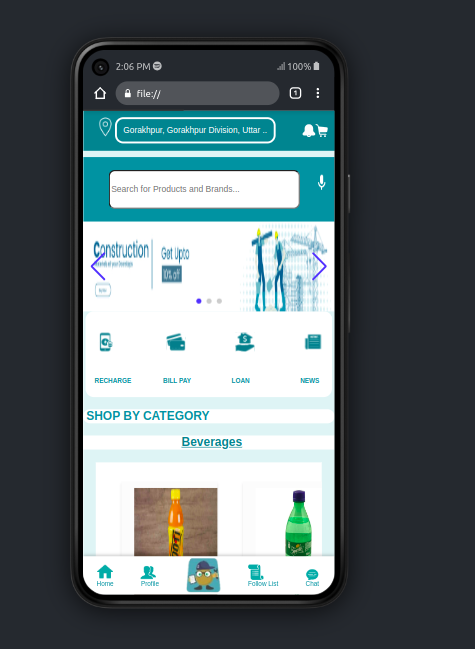 2:06 PM 100%
file:// 1
Gorakhpur, Gorakhpur Division, Uttar ..
Search for Products and Brands...
Construction Get Upto
10% off
RECHARGE BILL PAY LOAN NEWS
SHOP BY CATEGORY
Beverages
Home Profile Follow List Chat